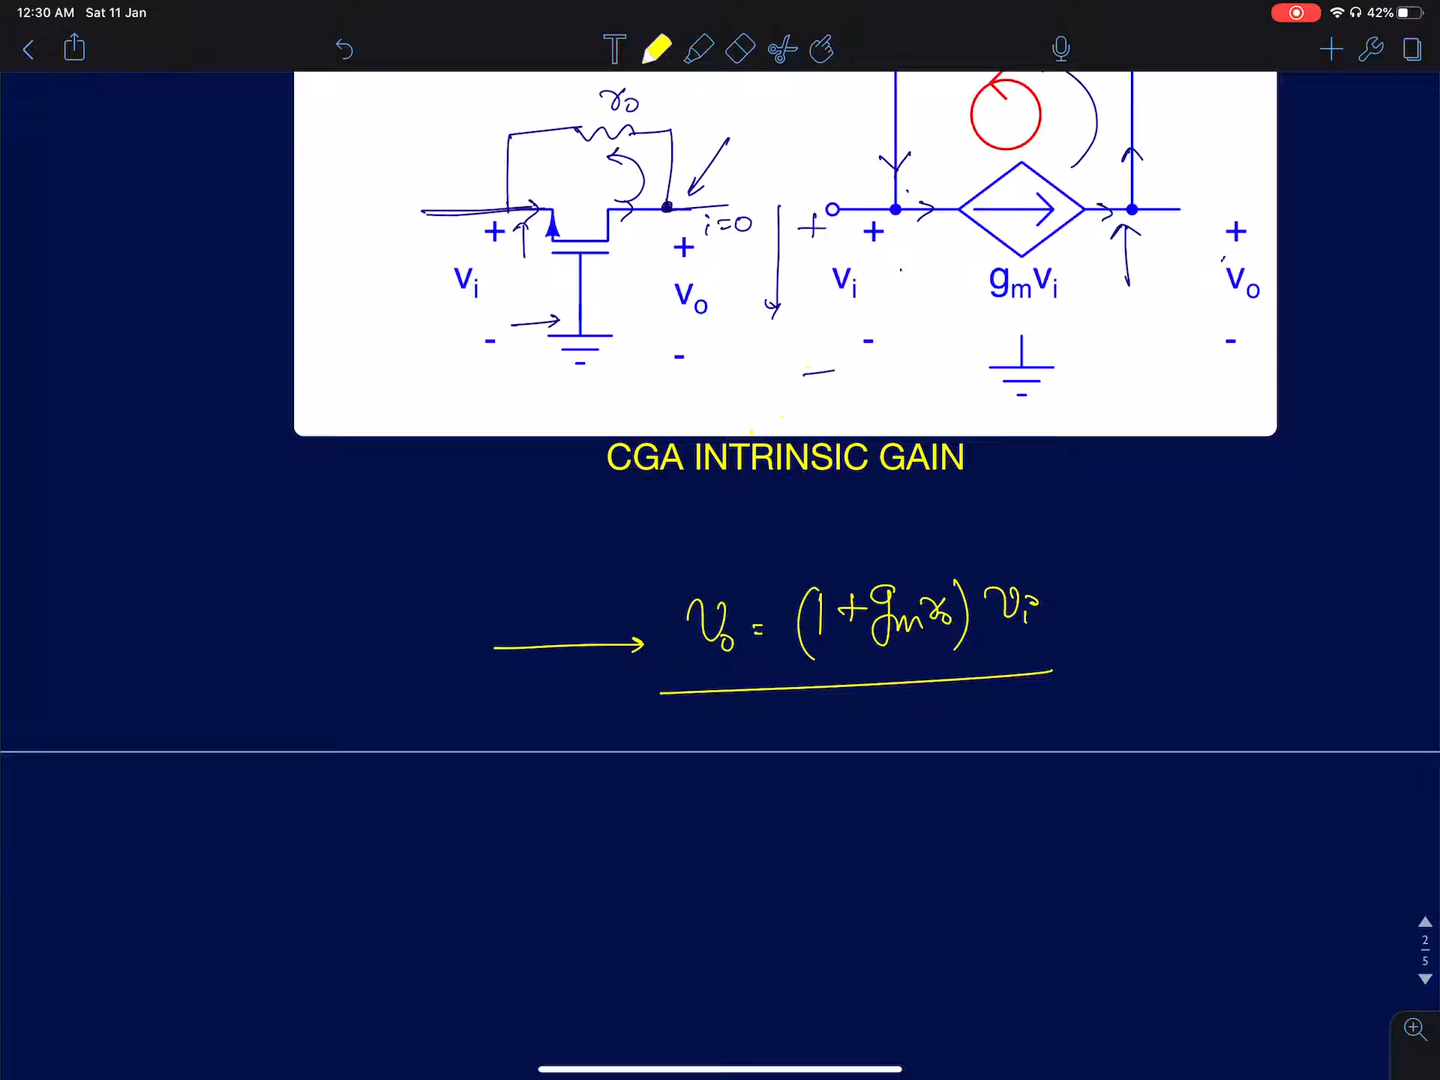 12:30 AM Sat 11 Jan
42%
T
r₀
i=0
+ + + + +
vᵢ vₒ vᵢ gₘvᵢ vₒ
- - - - -
CGA INTRINSIC GAIN
v₀ = (1 + gₘr₀) vᵢ
2
5